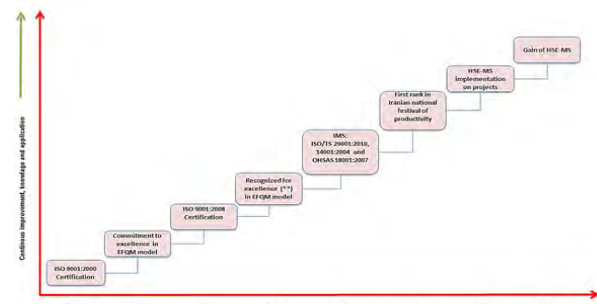 Continous improvement, knowlage and application
Gain of HSE-MS
HSE-MS
implementation
on projects
First rank in
Iranian national
festival of
productivity
IMS:
ISO/TS 29001:2010,
14001:2004 and
OHSAS 18001:2007
Recognized for
excellence (**)
in EFQM model
ISO 9001:2008
Certification
Commitment to
excellence in
EFQM model
ISO 9001:2000
Certification